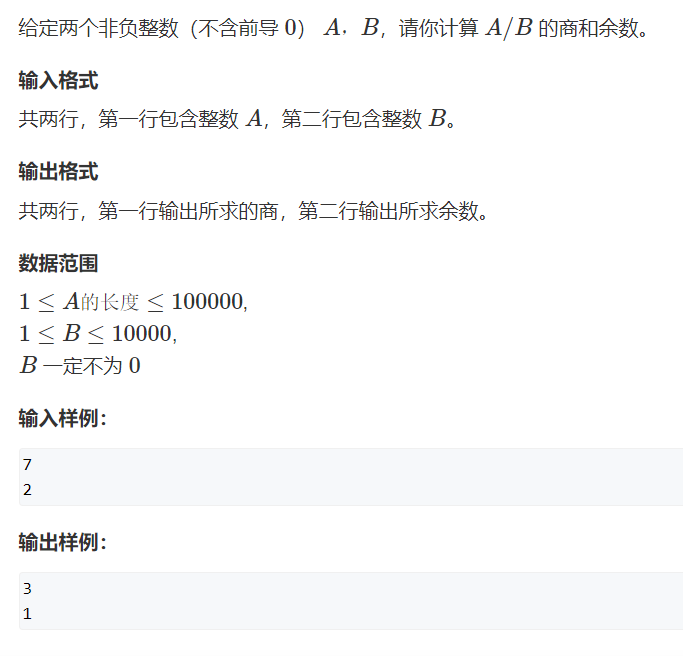 给定两个非负整数（不含前导 0） A，B，请你计算 A/B 的商和余数。
输入格式
共两行，第一行包含整数 A，第二行包含整数 B。
输出格式
共两行，第一行输出所求的商，第二行输出所求余数。
数据范围
1 ≤ A的长度 ≤ 100000,
1 ≤ B ≤ 10000,
B 一定不为 0
输入样例：
7
2
输出样例：
3
1